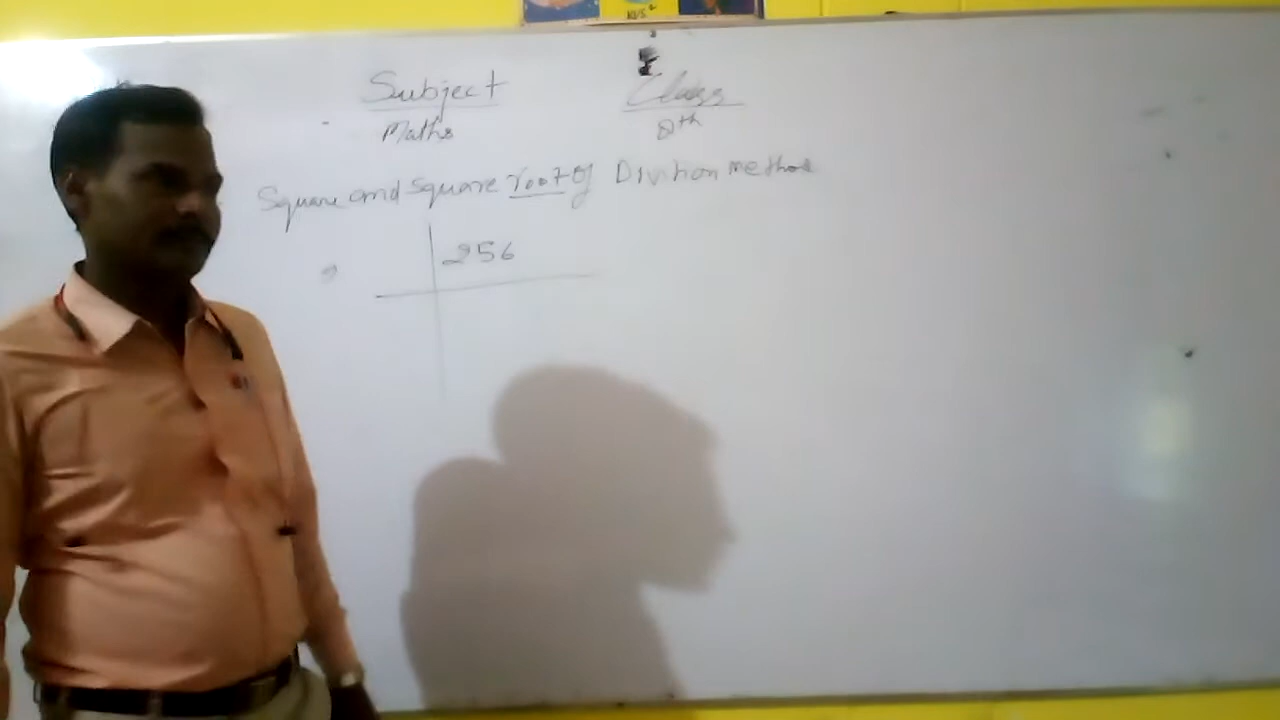 Subject Class
Maths 8th
Square and square root of Division method
256